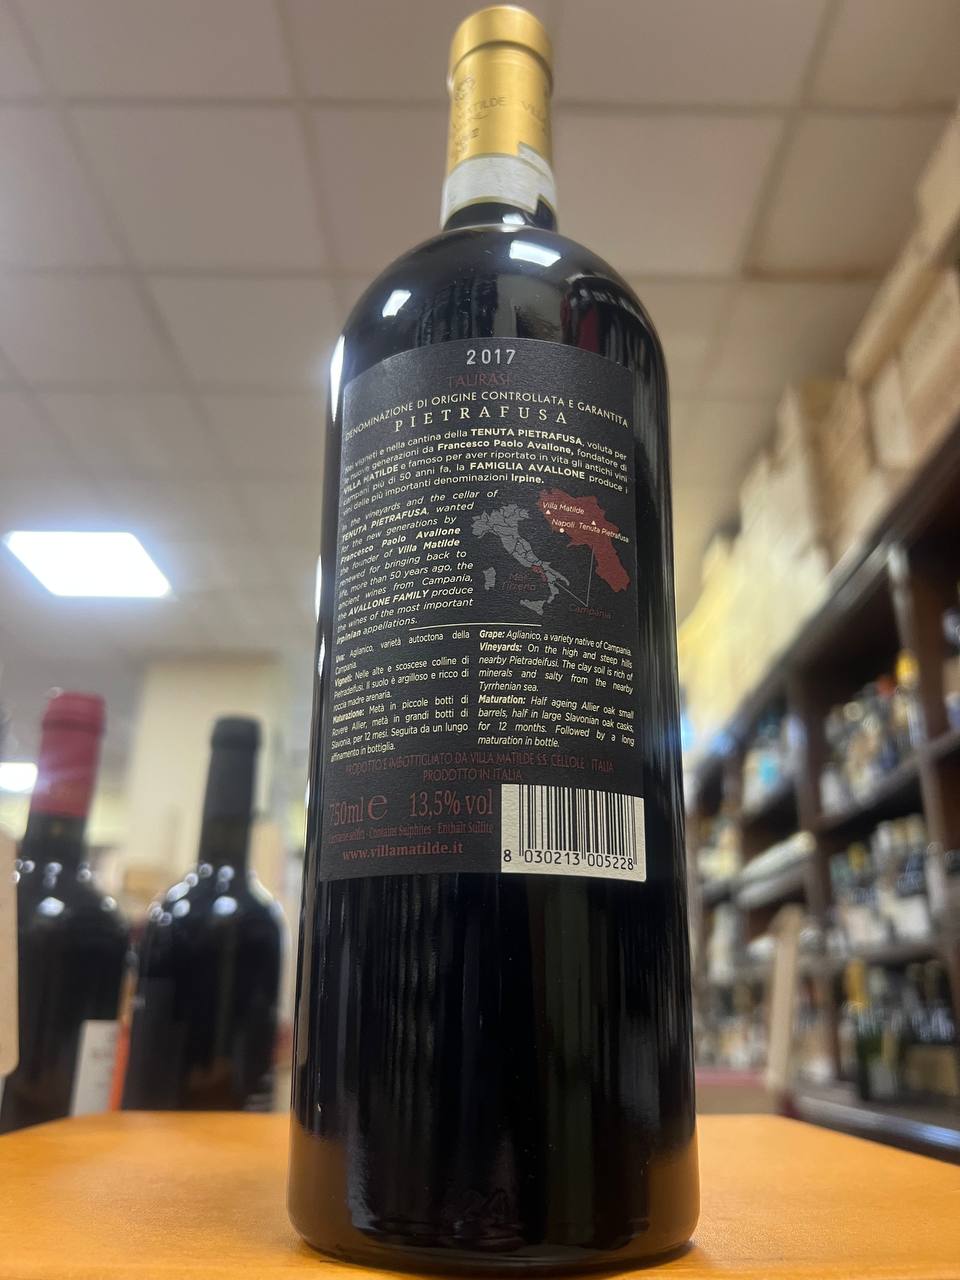 MATILDE
2017
TAURASI
DENOMINAZIONE DI ORIGINE CONTROLLATA E GARANTITA
PIETRAFUSA
Nei vigneti e nella cantina della TENUTA PIETRAFUSA, voluta per
le nuove generazioni da Francesco Paolo Avallone, fondatore di
VILLA MATILDE e famoso per aver riportato in vita gli antichi vini
Campani più di 50 anni fa, la FAMIGLIA AVALLONE produce i
vini delle più importanti denominazioni Irpine.
In the vineyards and the cellar of
TENUTA PIETRAFUSA, wanted
for the new generations by
Francesco Paolo Avallone
the founder of Villa Matilde
renewed for bringing back to
life, more than 50 years ago, the
ancient wines from Campania,
the AVALLONE FAMILY produce
the wines of the most important
Irpinian appellations.
Villa Matilde
Napoli
Tenuta Pietrafusa
Mar
Tirreno
Campania
Uva: Aglianico, varietà autoctona della
Campania.
Vigneti: Nelle alte e scoscese colline di
Pietradefusi. Il suolo è argilloso e ricco di
roccia madre arenaria.
Maturazione: Metà in piccole botti di
Rovere Allier, metà in grandi botti di
Slavonia, per 12 mesi. Seguita da un lungo
affinamento in bottiglia.
Grape: Aglianico, a variety native of Campania.
Vineyards: On the high and steep hills
nearby Pietradeifusi. The clay soil is rich of
minerals and salty from the nearby
Tyrrhenian sea.
Maturation: Half ageing Allier oak small
barrels, half in large Slavonian oak casks,
for 12 months. Followed by a long
maturation in bottle.
PRODOTTO E IMBOTTIGLIATO DA VILLA MATILDE S.S. CELLOLE - ITALIA
PRODOTTO IN ITALIA
750ml e 13,5% vol
Contiene solfiti - Contains Sulphites - Enthält Sulfite
www.villamatilde.it
8 030213 005228